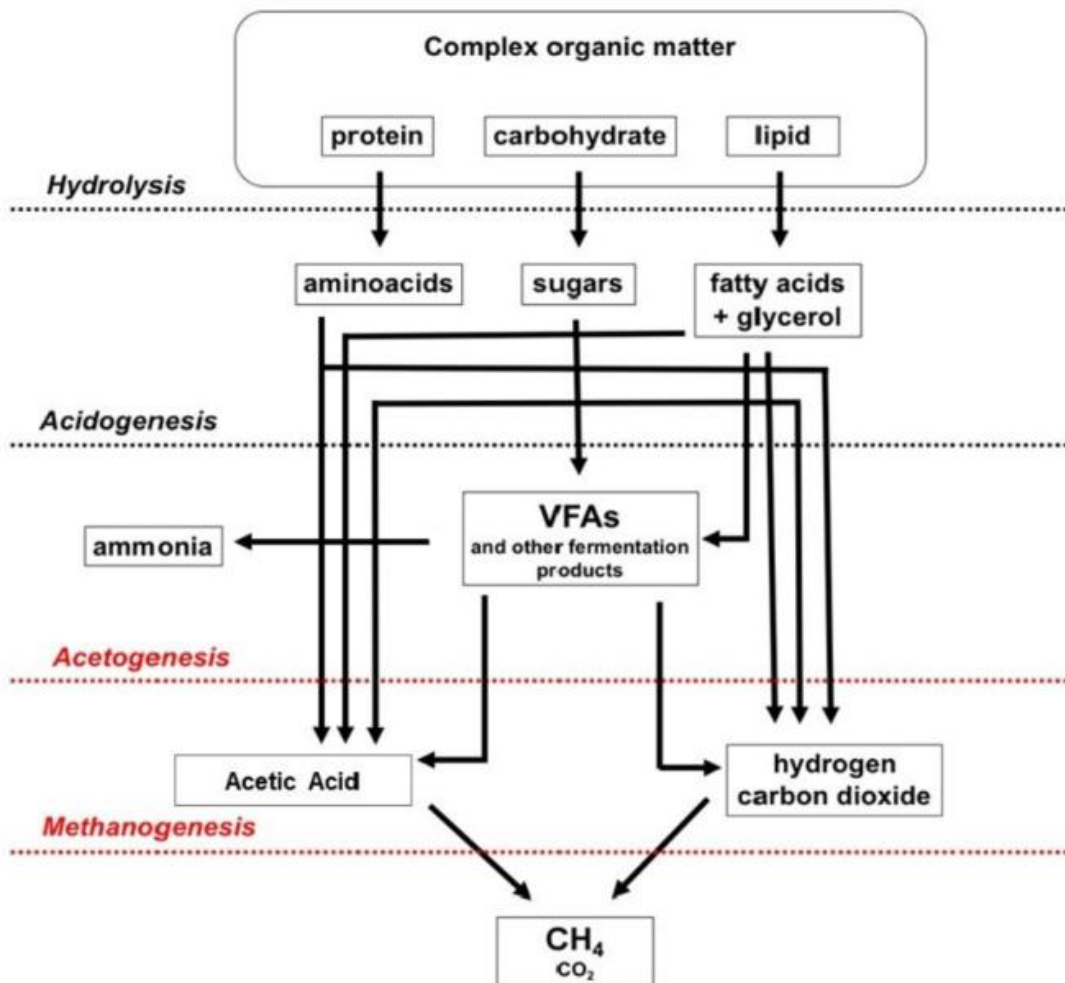 Complex organic matter
protein
carbohydrate
lipid
Hydrolysis
aminoacids
sugars
fatty acids
+ glycerol
Acidogenesis
VFAs
and other fermentation
products
ammonia
Acetogenesis
Acetic Acid
hydrogen
carbon dioxide
Methanogenesis
CH₄
CO₂